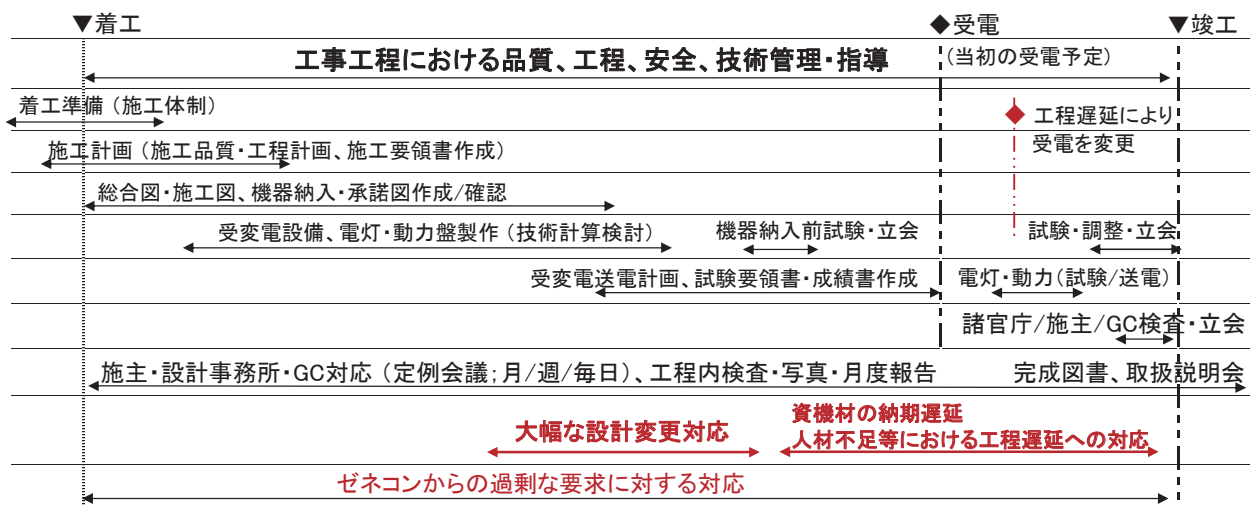 ▼着工
◆受電
▼竣工
工事工程における品質、工程、安全、技術管理・指導
(当初の受電予定)
着工準備（施工体制）
◆ 工程遅延により
受電を変更
施工計画（施工品質・工程計画、施工要領書作成）
総合図・施工図、機器納入・承諾図作成/確認
受変電設備、電灯・動力盤製作（技術計算検討）
機器納入前試験・立会
試験・調整・立会
受変電送電計画、試験要領書・成績書作成
電灯・動力(試験/送電)
諸官庁/施主/GC検査・立会
施主・設計事務所・GC対応（定例会議；月/週/毎日）、工程内検査・写真・月度報告
完成図書、取扱説明会
大幅な設計変更対応
資機材の納期遅延
人材不足等における工程遅延への対応
ゼネコンからの過剰な要求に対する対応